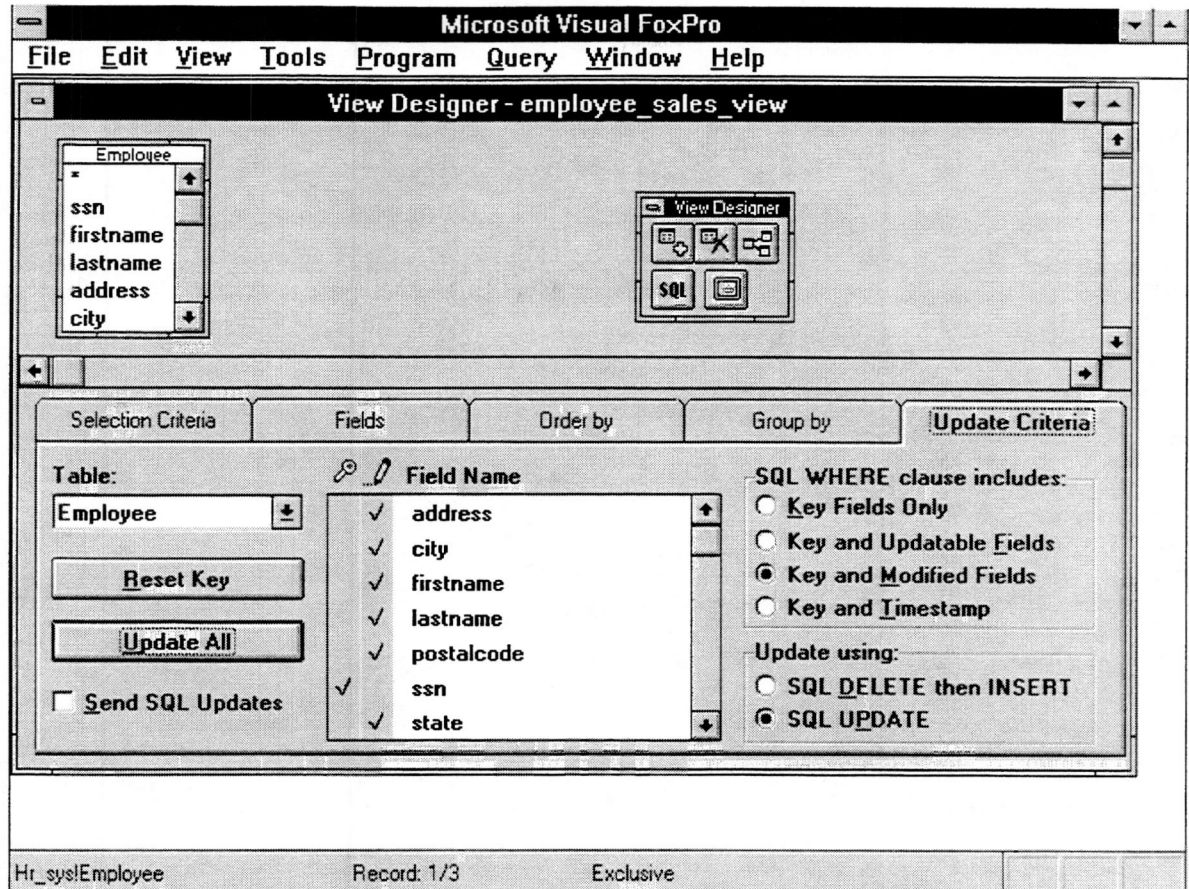 Microsoft Visual FoxPro
File Edit View Tools Program Query Window Help
View Designer - employee_sales_view
Employee
*
ssn
firstname
lastname
address
city
View Designer
SQL
Selection Criteria Fields Order by Group by Update Criteria
Table:
Employee
Reset Key
Update All
Send SQL Updates
Field Name
address
city
firstname
lastname
postalcode
ssn
state
SQL WHERE clause includes:
Key Fields Only
Key and Updatable Fields
Key and Modified Fields
Key and Timestamp
Update using:
SQL DELETE then INSERT
SQL UPDATE
Hr_sys!Employee Record: 1/3 Exclusive